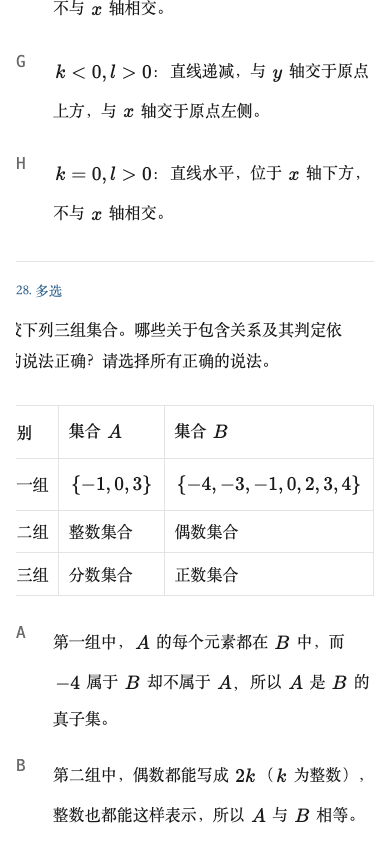 不与 x 轴相交。
G
k < 0, l > 0：直线递减，与 y 轴交于原点
上方，与 x 轴交于原点左侧。
H
k = 0, l > 0：直线水平，位于 x 轴下方，
不与 x 轴相交。
28. 多选
下列三组集合。哪些关于包含关系及其判定依
的说法正确？请选择所有正确的说法。
别 集合 A 集合 B
一组 {−1, 0, 3} {−4, −3, −1, 0, 2, 3, 4}
二组 整数集合 偶数集合
三组 分数集合 正数集合
A
第一组中，A 的每个元素都在 B 中，而
−4 属于 B 却不属于 A，所以 A 是 B 的
真子集。
B
第二组中，偶数都能写成 2k（k 为整数），
整数也都能这样表示，所以 A 与 B 相等。